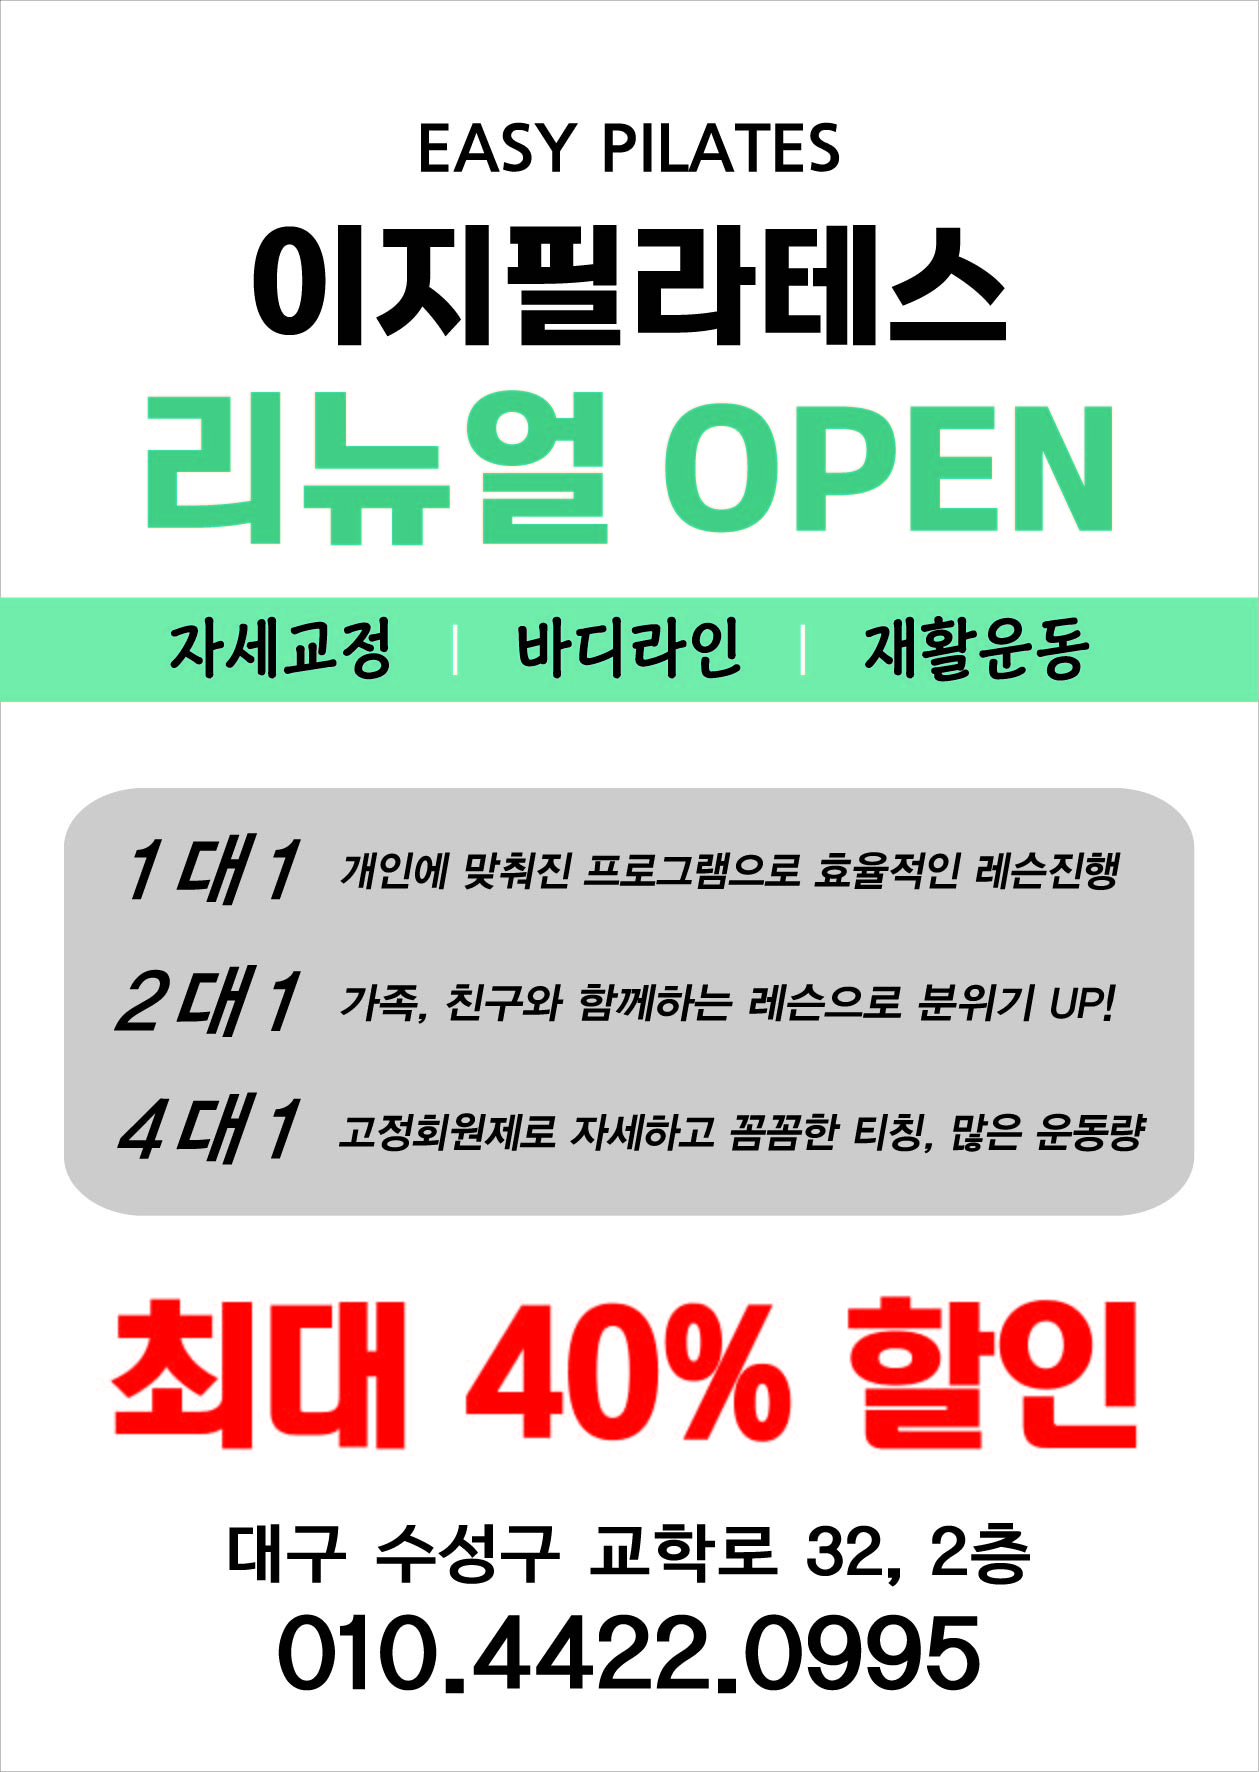 EASY PILATES
이지필라테스
리뉴얼 OPEN
자세교정 | 바디라인 | 재활운동
1대1 개인에 맞춰진 프로그램으로 효율적인 레슨진행
2대1 가족, 친구와 함께하는 레슨으로 분위기 UP!
4대1 고정회원제로 자세하고 꼼꼼한 티칭, 많은 운동량
최대 40% 할인
대구 수성구 교학로 32, 2층
010.4422.0995